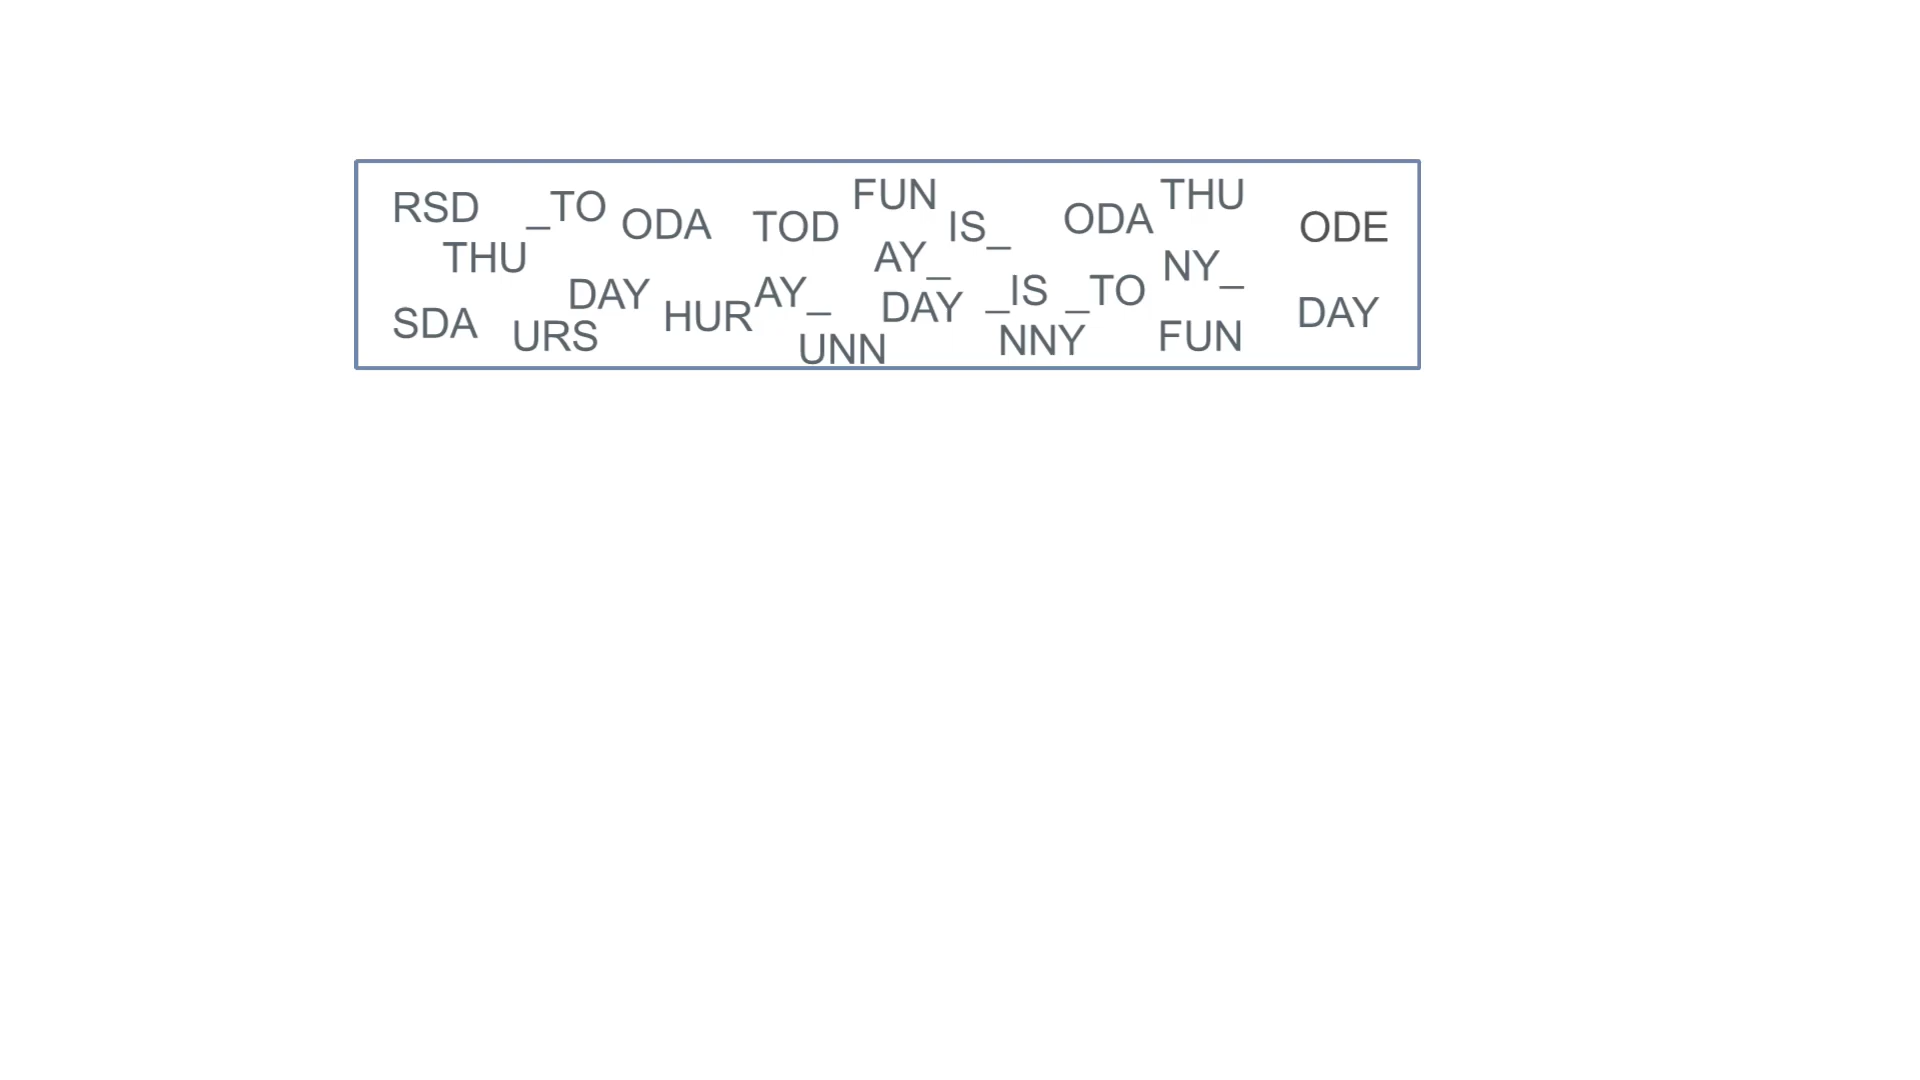 RSD _TO ODA TOD FUN IS_ ODA THU ODE
THU AY_ NY_
DAY HUR AY_ DAY _IS _TO DAY
SDA URS UNN NNY FUN